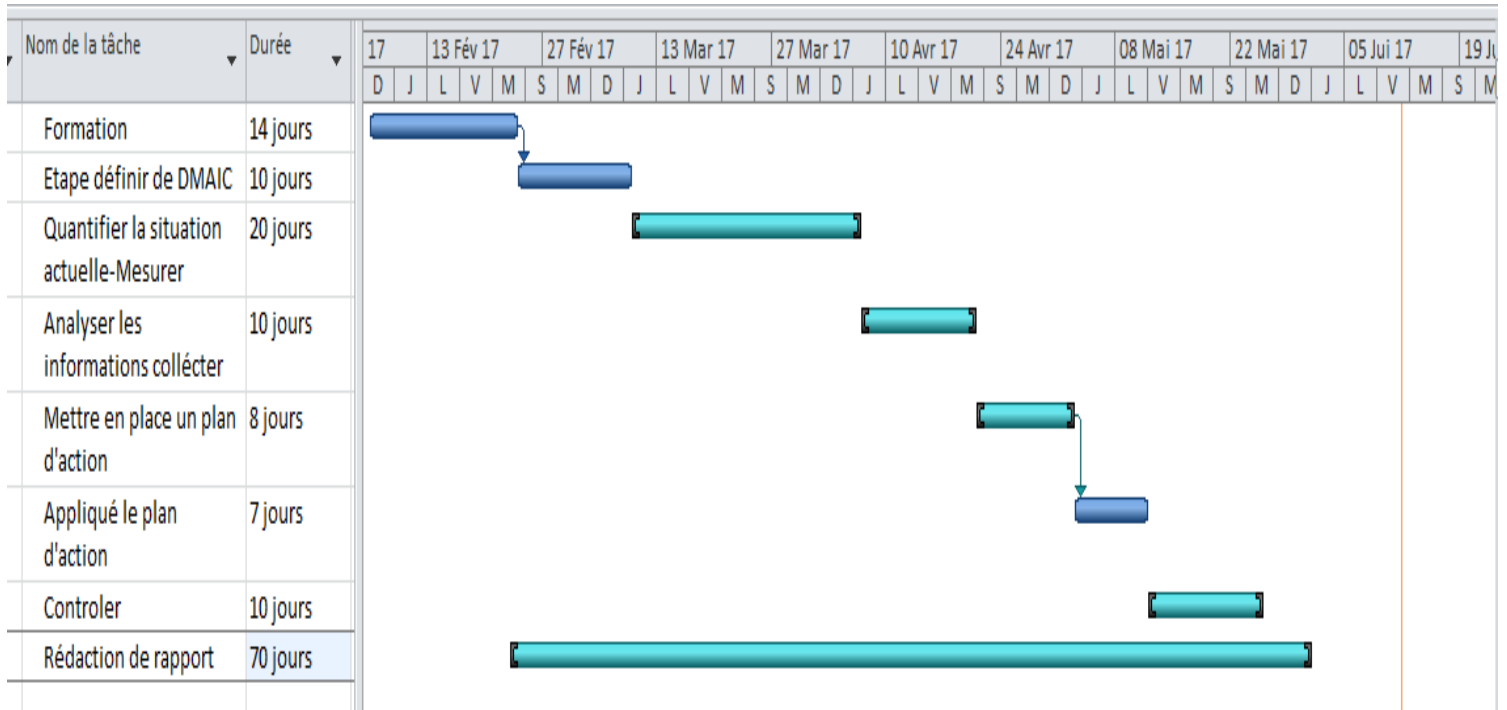 Nom de la tâche Durée 17 13 Fév 17 27 Fév 17 13 Mar 17 27 Mar 17 10 Avr 17 24 Avr 17 08 Mai 17 22 Mai 17 05 Jui 17 19 Ju
D J L V M S M D J L V M S M D J L V M S M D J L V M S M D J L V M S M
Formation 14 jours
Etape définir de DMAIC 10 jours
Quantifier la situation 20 jours
actuelle-Mesurer
Analyser les 10 jours
informations collécter
Mettre en place un plan 8 jours
d'action
Appliqué le plan 7 jours
d'action
Controler 10 jours
Rédaction de rapport 70 jours